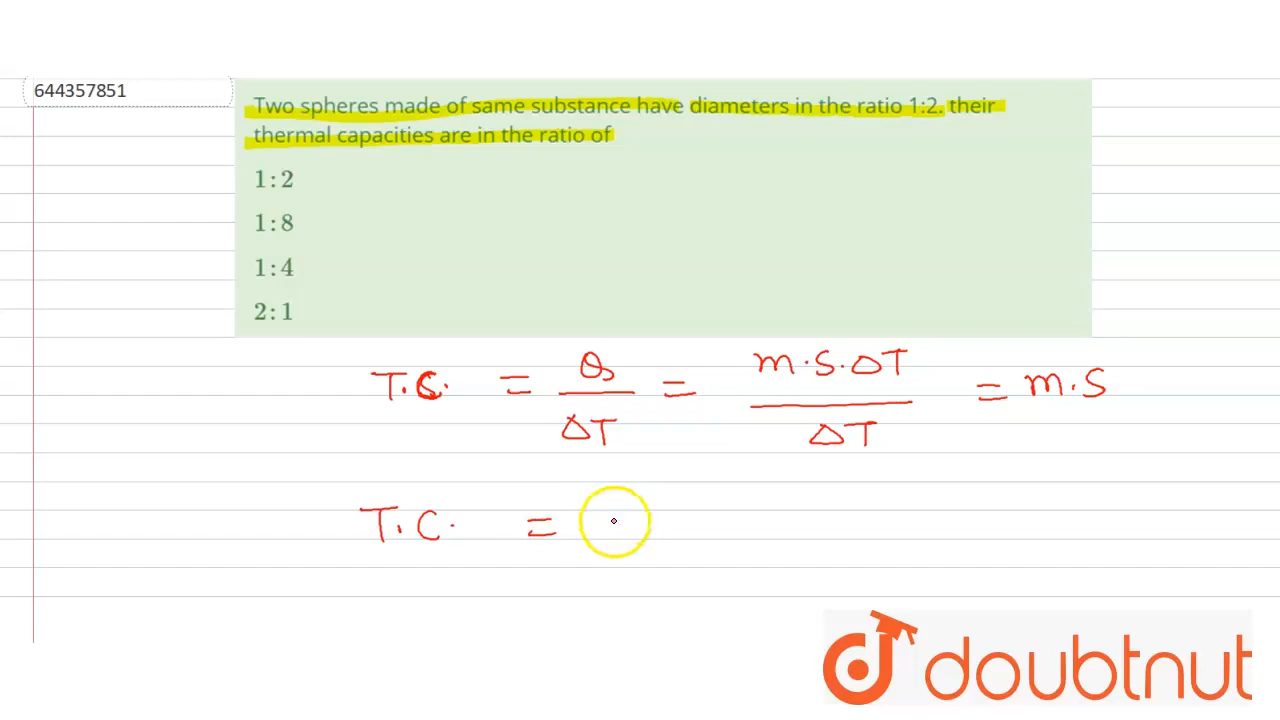 644357851
Two spheres made of same substance have diameters in the ratio 1:2. their
thermal capacities are in the ratio of
1 : 2
1 : 8
1 : 4
2 : 1
T.C. = Q/ΔT = m.S.ΔT/ΔT = m.S
T.C. =
doubtnut